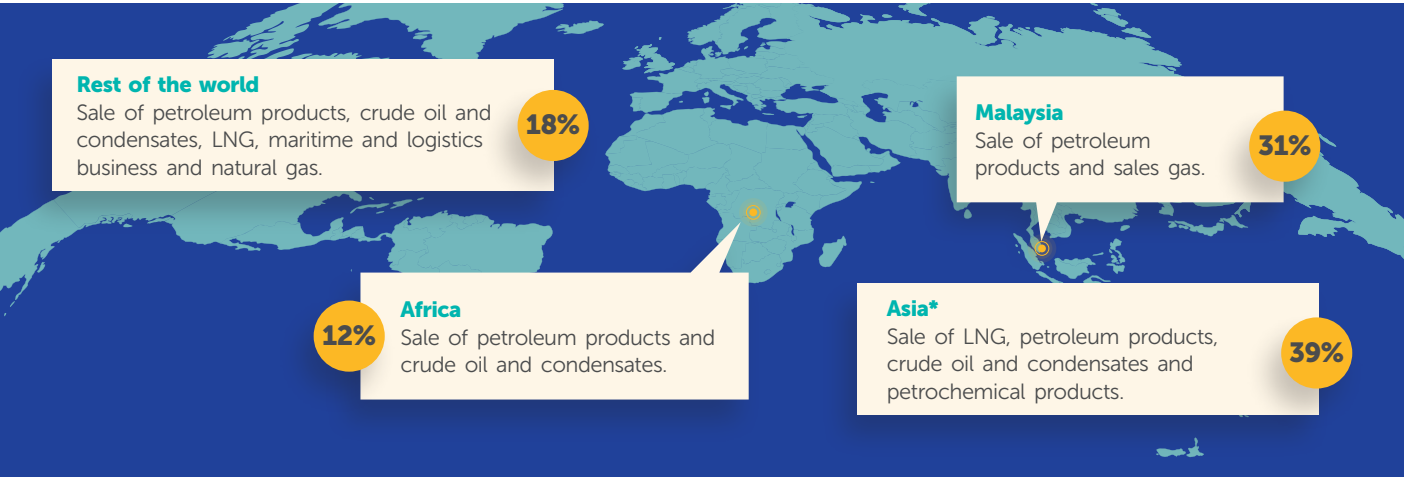 Rest of the world
Sale of petroleum products, crude oil and
condensates, LNG, maritime and logistics
business and natural gas.
18%
Malaysia
Sale of petroleum
products and sales gas.
31%
Africa
Sale of petroleum products and
crude oil and condensates.
12%
Asia*
Sale of LNG, petroleum products,
crude oil and condensates and
petrochemical products.
39%